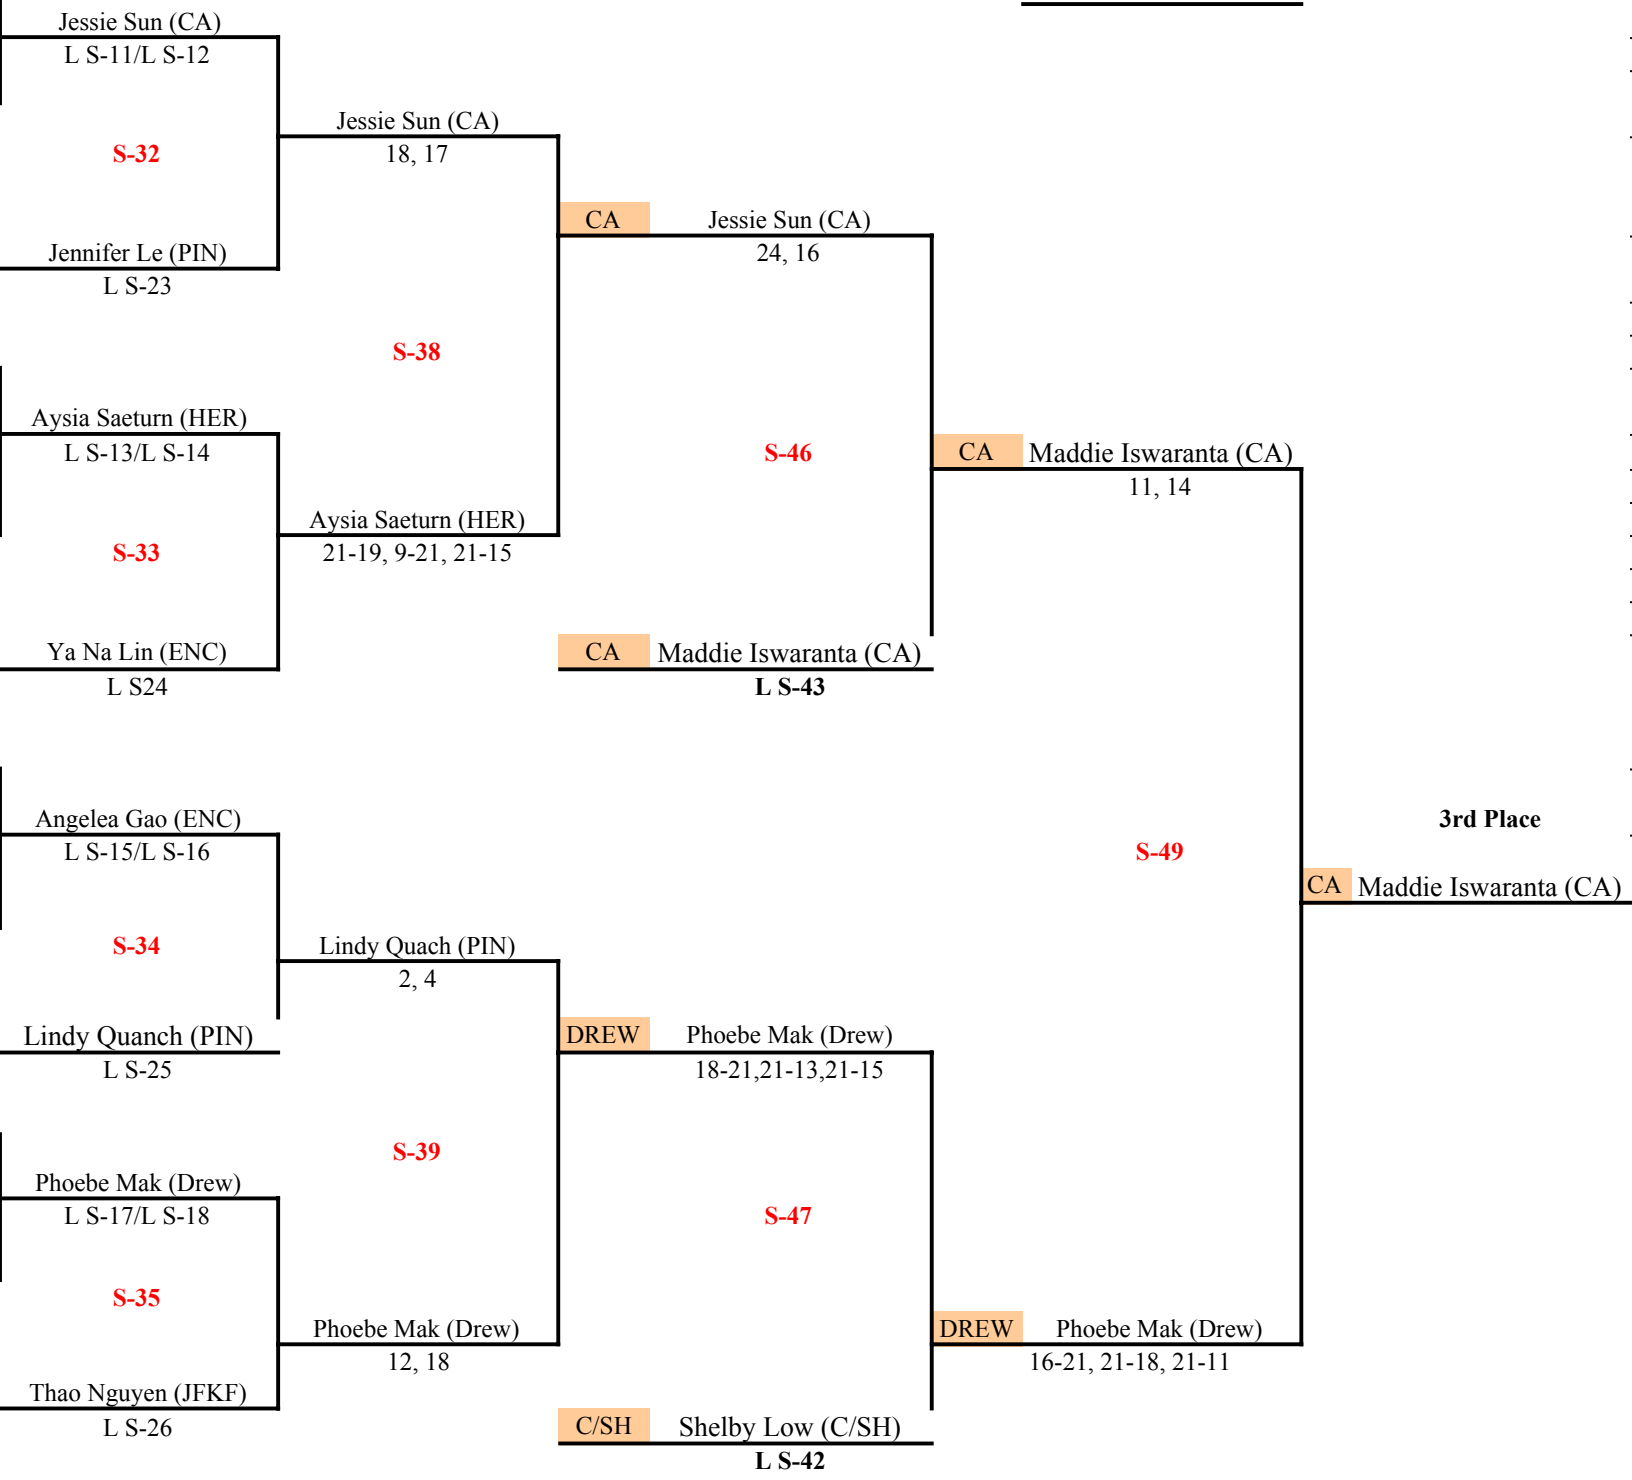 Jessie Sun (CA)
L S-11/L S-12
Jessie Sun (CA)
S-32
18, 17
CA Jessie Sun (CA)
Jennifer Le (PIN)
24, 16
L S-23
S-38
Aysia Saeturn (HER)
L S-13/L S-14
S-46
CA Maddie Iswaranta (CA)
11, 14
Aysia Saeturn (HER)
S-33
21-19, 9-21, 21-15
Ya Na Lin (ENC)
CA Maddie Iswaranta (CA)
L S24
L S-43
Angelea Gao (ENC)
3rd Place
L S-15/L S-16
S-49
CA Maddie Iswaranta (CA)
S-34
Lindy Quach (PIN)
2, 4
Lindy Quanch (PIN)
DREW Phoebe Mak (Drew)
L S-25
18-21,21-13,21-15
S-39
Phoebe Mak (Drew)
L S-17/L S-18
S-47
S-35
Phoebe Mak (Drew)
DREW Phoebe Mak (Drew)
12, 18
16-21, 21-18, 21-11
Thao Nguyen (JFKF)
L S-26
C/SH Shelby Low (C/SH)
L S-42